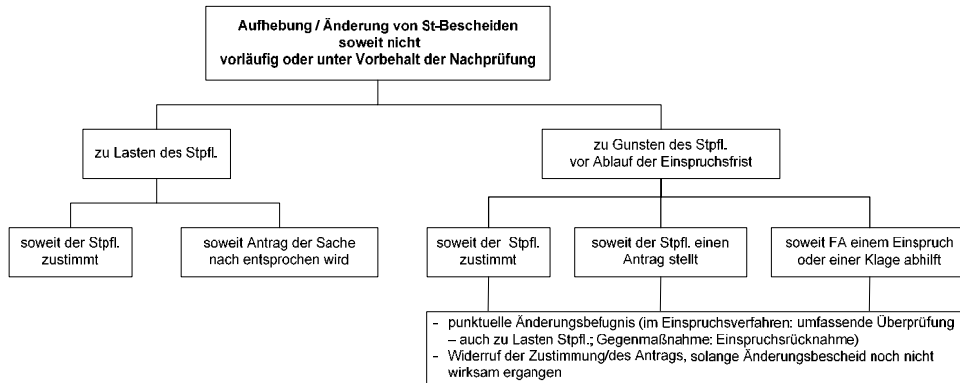 Aufhebung / Änderung von St-Bescheiden
soweit nicht
vorläufig oder unter Vorbehalt der Nachprüfung
zu Lasten des Stpfl.
zu Gunsten des Stpfl.
vor Ablauf der Einspruchsfrist
soweit der Stpfl.
zustimmt
soweit Antrag der Sache
nach entsprochen wird
soweit der Stpfl.
zustimmt
soweit der Stpfl. einen
Antrag stellt
soweit FA einem Einspruch
oder einer Klage abhilft
- punktuelle Änderungsbefugnis (im Einspruchsverfahren: umfassende Überprüfung
– auch zu Lasten Stpfl.; Gegenmaßnahme: Einspruchsrücknahme)
- Widerruf der Zustimmung/des Antrags, solange Änderungsbescheid noch nicht
wirksam ergangen